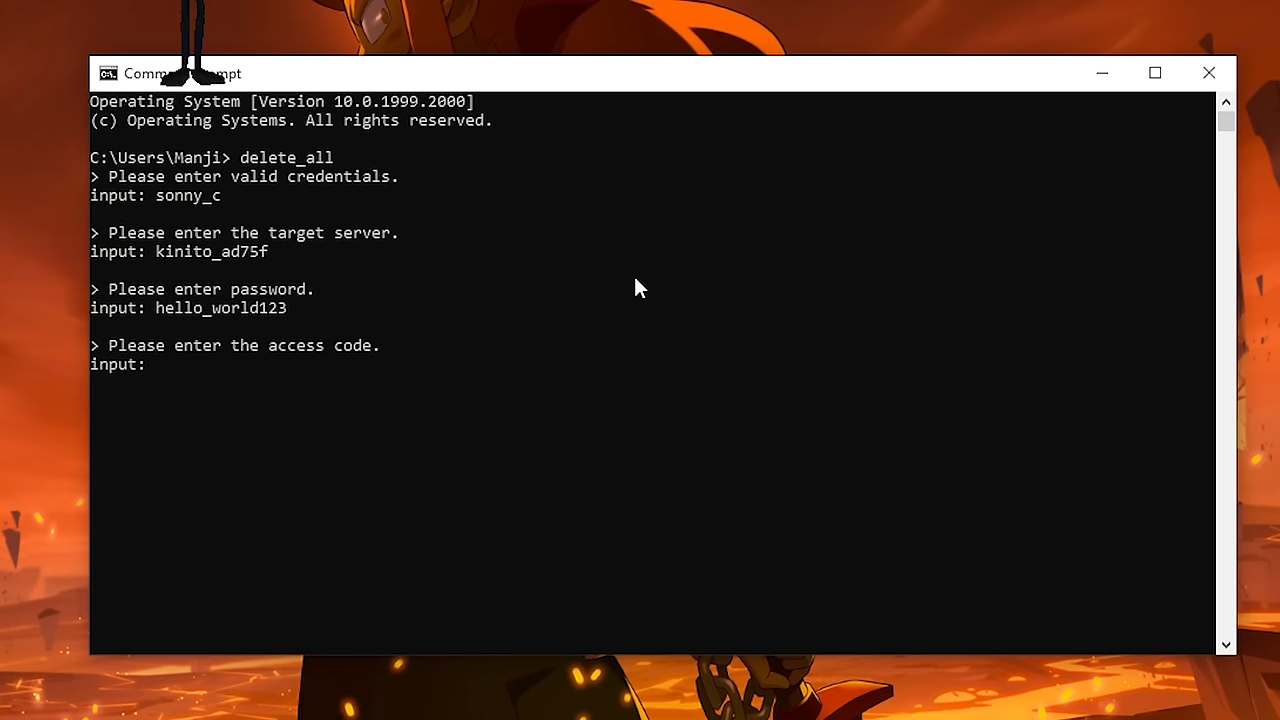 Comm mpt
Operating System [Version 10.0.1999.2000]
(c) Operating Systems. All rights reserved.
C:\Users\Manji> delete_all
> Please enter valid credentials.
input: sonny_c
> Please enter the target server.
input: kinito_ad75f
> Please enter password.
input: hello_world123
> Please enter the access code.
input: